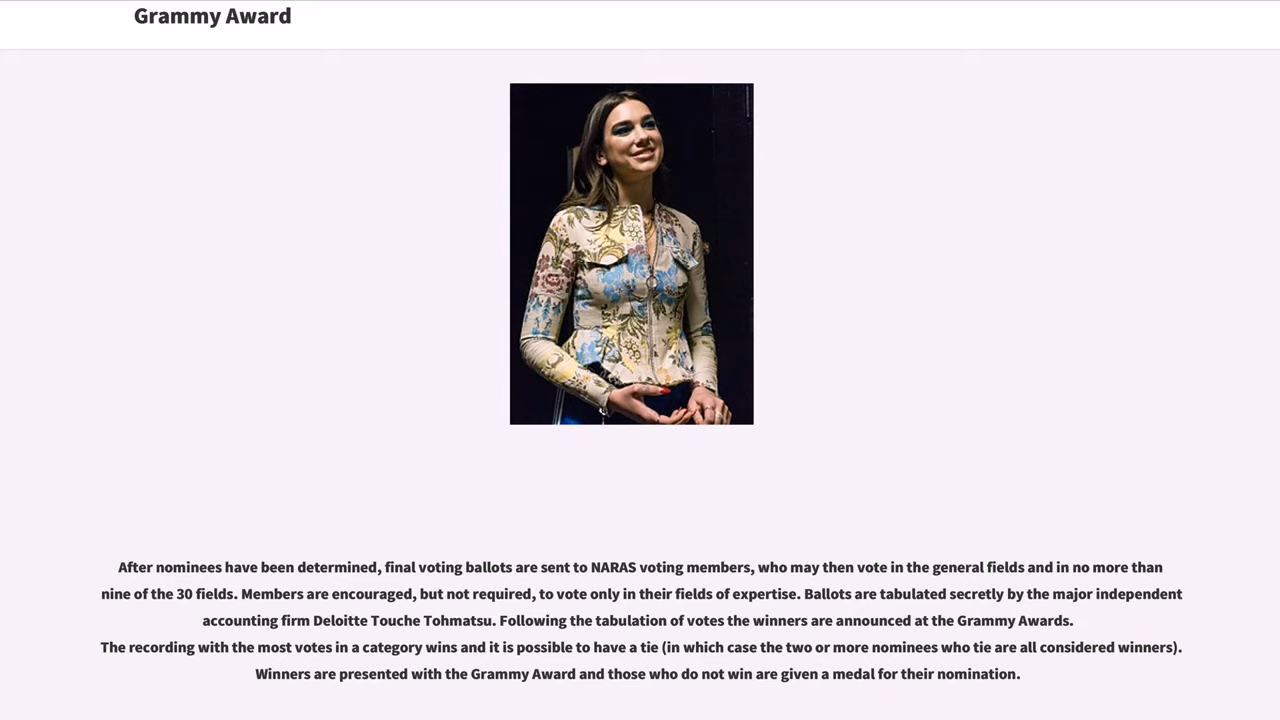 Grammy Award
After nominees have been determined, final voting ballots are sent to NARAS voting members, who may then vote in the general fields and in no more than
nine of the 30 fields. Members are encouraged, but not required, to vote only in their fields of expertise. Ballots are tabulated secretly by the major independent
accounting firm Deloitte Touche Tohmatsu. Following the tabulation of votes the winners are announced at the Grammy Awards.
The recording with the most votes in a category wins and it is possible to have a tie (in which case the two or more nominees who tie are all considered winners).
Winners are presented with the Grammy Award and those who do not win are given a medal for their nomination.